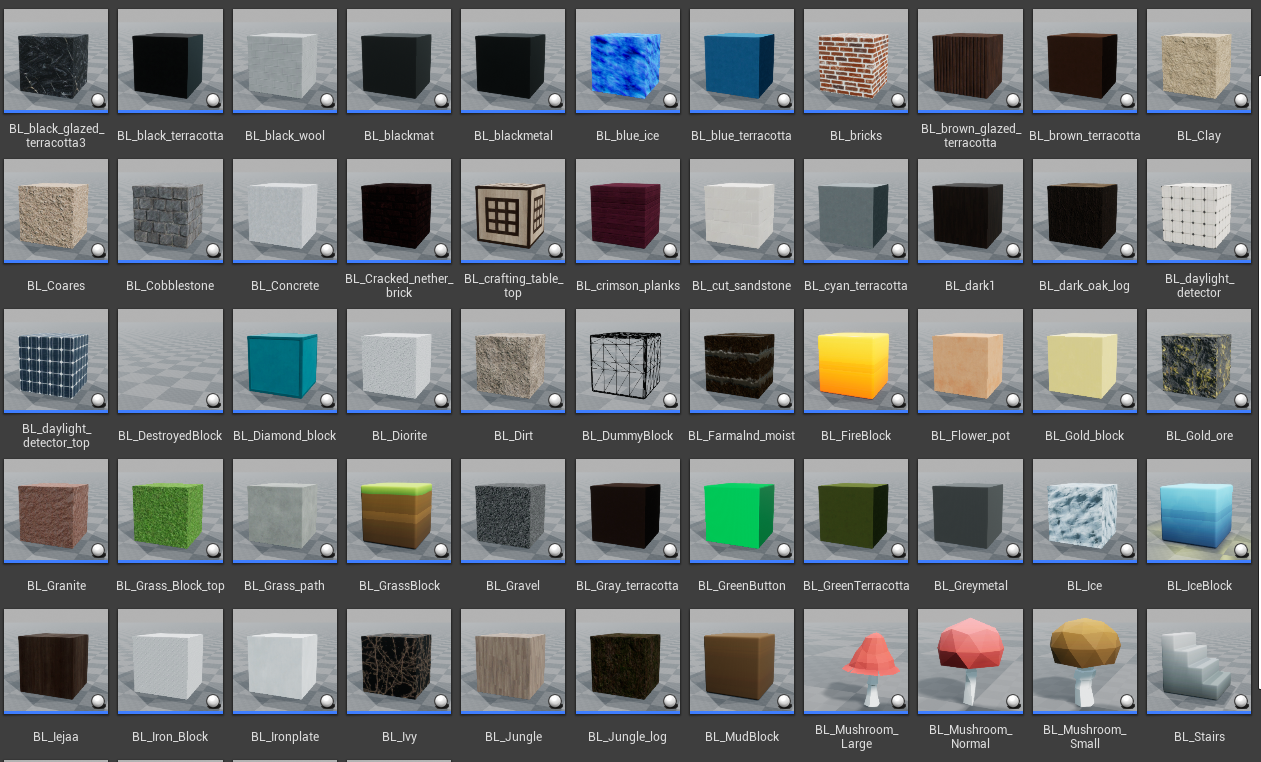 BL_black_glazed_
terracotta3
BL_black_terracotta
BL_black_wool
BL_blackmat
BL_blackmetal
BL_blue_ice
BL_blue_terracotta
BL_bricks
BL_brown_glazed_
terracotta
BL_brown_terracotta
BL_Clay
BL_Coares
BL_Cobblestone
BL_Concrete
BL_Cracked_nether_
brick
BL_crafting_table_
top
BL_crimson_planks
BL_cut_sandstone
BL_cyan_terracotta
BL_dark1
BL_dark_oak_log
BL_daylight_
detector
BL_daylight_
detector_top
BL_DestroyedBlock
BL_Diamond_block
BL_Diorite
BL_Dirt
BL_DummyBlock
BL_Farmalnd_moist
BL_FireBlock
BL_Flower_pot
BL_Gold_block
BL_Gold_ore
BL_Granite
BL_Grass_Block_top
BL_Grass_path
BL_GrassBlock
BL_Gravel
BL_Gray_terracotta
BL_GreenButton
BL_GreenTerracotta
BL_Greymetal
BL_Ice
BL_IceBlock
BL_Iejaa
BL_Iron_Block
BL_Ironplate
BL_Ivy
BL_Jungle
BL_Jungle_log
BL_MudBlock
BL_Mushroom_
Large
BL_Mushroom_
Normal
BL_Mushroom_
Small
BL_Stairs